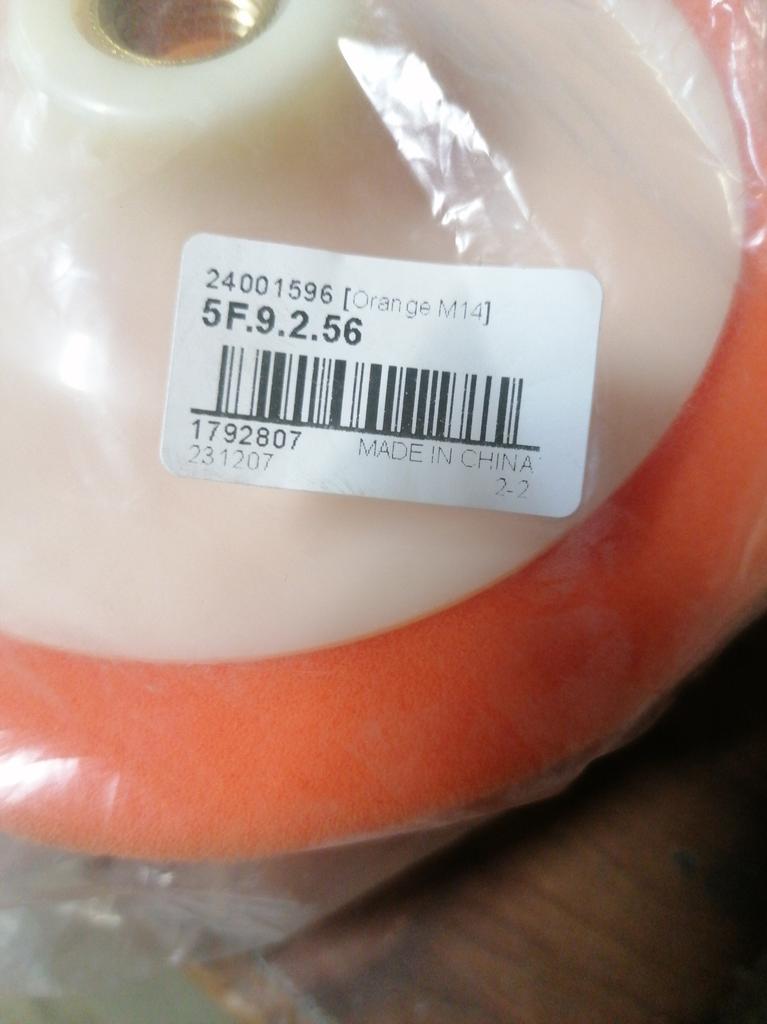 24001596 [Orange M14]
5F.9.2.56
1792807
MADE IN CHINA
231207
2-2